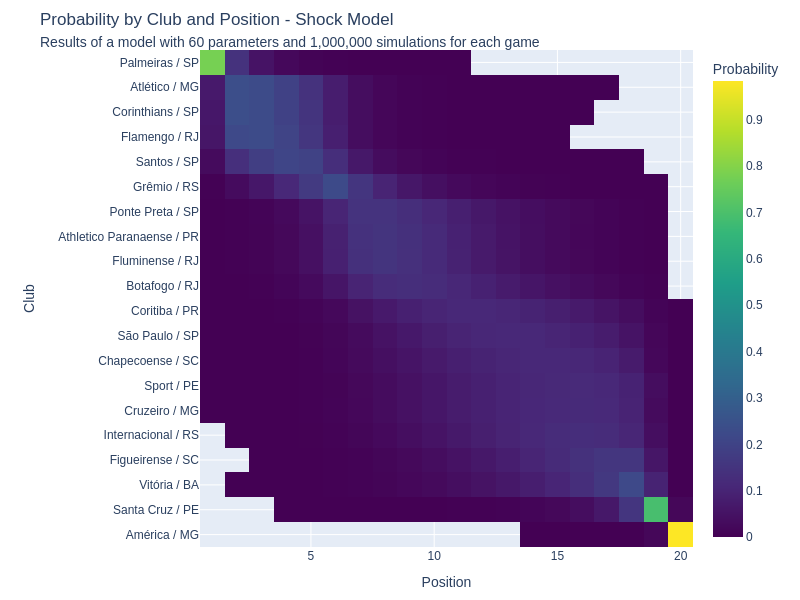 Probability by Club and Position - Shock Model
Results of a model with 60 parameters and 1,000,000 simulations for each game
Probability
Palmeiras / SP
Atlético / MG
Corinthians / SP
Flamengo / RJ
Santos / SP
Grêmio / RS
Ponte Preta / SP
Athletico Paranaense / PR
Fluminense / RJ
Botafogo / RJ
Coritiba / PR
São Paulo / SP
Chapecoense / SC
Sport / PE
Cruzeiro / MG
Internacional / RS
Figueirense / SC
Vitória / BA
Santa Cruz / PE
América / MG
Club
5
10
15
20
Position
0.9
0.8
0.7
0.6
0.5
0.4
0.3
0.2
0.1
0